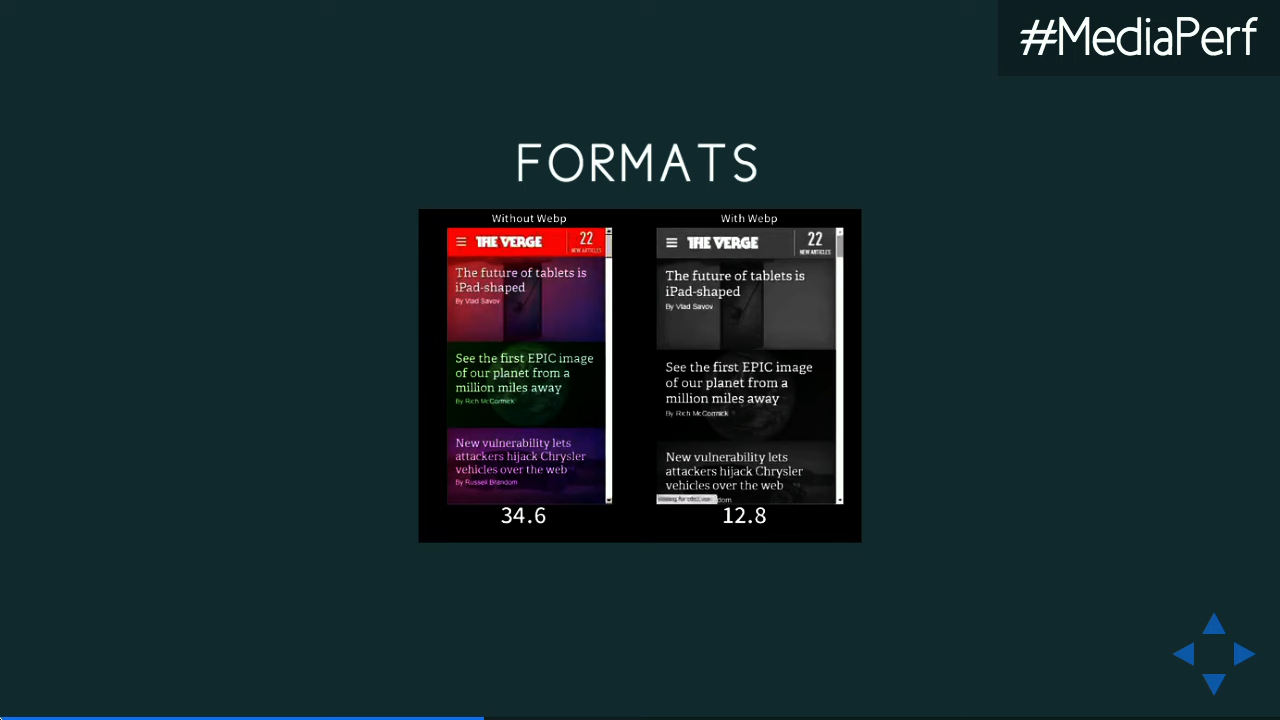 #MediaPerf
FORMATS
Without Webp
With Webp
THE VERGE
22
NEW ARTICLES
The future of tablets is
iPad-shaped
By Vlad Savov
See the first EPIC image
of our planet from a
million miles away
By Rich McCormick
New vulnerability lets
attackers hijack Chrysler
vehicles over the web
By Russell Brandom
34.6
THE VERGE
22
NEW ARTICLES
The future of tablets is
iPad-shaped
By Vlad Savov
See the first EPIC image
of our planet from a
million miles away
By Rich McCormick
New vulnerability lets
attackers hijack Chrysler
vehicles over the web
12.8